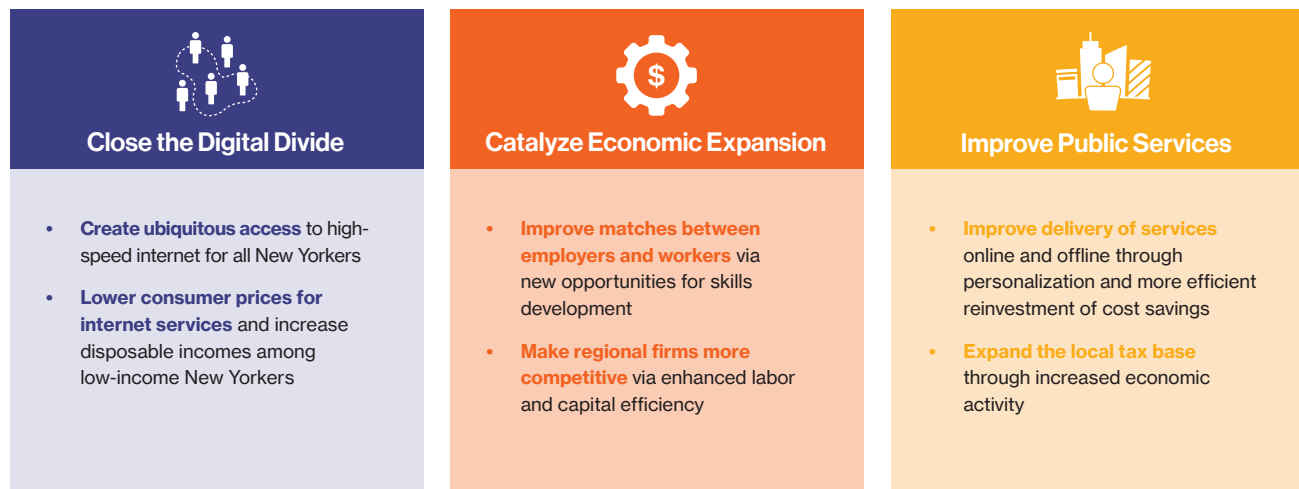 $
Close the Digital Divide
• Create ubiquitous access to high-
speed internet for all New Yorkers
• Lower consumer prices for
internet services and increase
disposable incomes among
low-income New Yorkers
Catalyze Economic Expansion
• Improve matches between
employers and workers via
new opportunities for skills
development
• Make regional firms more
competitive via enhanced labor
and capital efficiency
Improve Public Services
• Improve delivery of services
online and offline through
personalization and more efficient
reinvestment of cost savings
• Expand the local tax base
through increased economic
activity